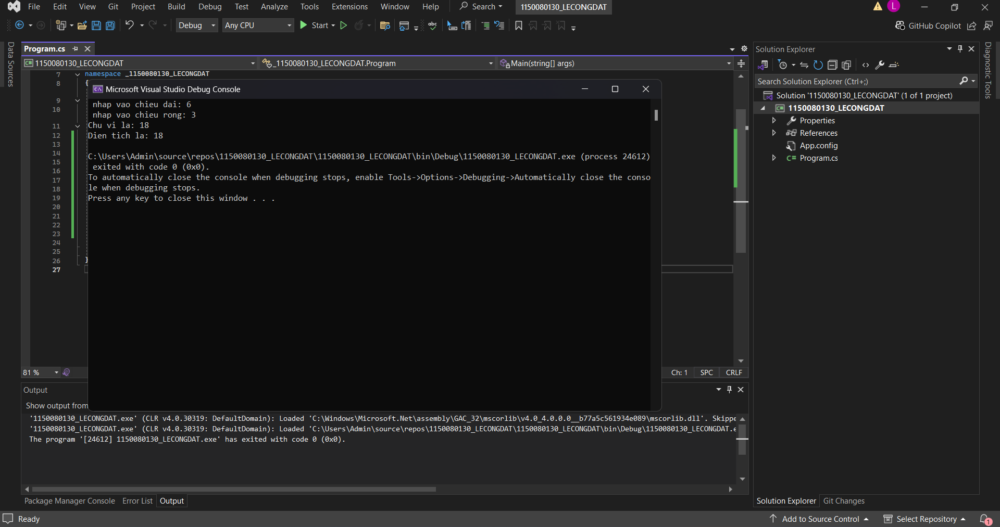 File Edit View Git Project Build Debug Test Analyze Tools Extensions Window Help Search 1150080130_LECONGDAT L
Debug Any CPU Start abc GitHub Copilot
Data Sources
Program.cs
1150080130_LECONGDAT _1150080130_LECONGDAT.Program Main(string[] args)
7 namespace _1150080130_LECONGDAT
8 {
9
10
11
12
13
14
15
16
17
18
19
20
21
22
23
24
25
26 }
27
Microsoft Visual Studio Debug Console
nhap vao chieu dai: 6
nhap vao chieu rong: 3
Chu vi la: 18
Dien tich la: 18
C:\Users\Admin\source\repos\1150080130_LECONGDAT\1150080130_LECONGDAT\bin\Debug\1150080130_LECONGDAT.exe (process 24612)
exited with code 0 (0x0).
To automatically close the console when debugging stops, enable Tools->Options->Debugging->Automatically close the conso
le when debugging stops.
Press any key to close this window . . .
81 % Ch: 1 SPC CRLF
Output
Show output from
'1150080130_LECONGDAT.exe' (CLR v4.0.30319: DefaultDomain): Loaded 'C:\Windows\Microsoft.Net\assembly\GAC_32\mscorlib\v4.0_4.0.0.0__b77a5c561934e089\mscorlib.dll'. Skippe
'1150080130_LECONGDAT.exe' (CLR v4.0.30319: DefaultDomain): Loaded 'C:\Users\Admin\source\repos\1150080130_LECONGDAT\1150080130_LECONGDAT\bin\Debug\1150080130_LECONGDAT.e
The program '[24612] 1150080130_LECONGDAT.exe' has exited with code 0 (0x0).
Package Manager Console Error List Output
Solution Explorer
Search Solution Explorer (Ctrl+;)
Solution '1150080130_LECONGDAT' (1 of 1 project)
C# 1150080130_LECONGDAT
Properties
References
App.config
C# Program.cs
Solution Explorer Git Changes
Diagnostic Tools
Ready Add to Source Control Select Repository 1